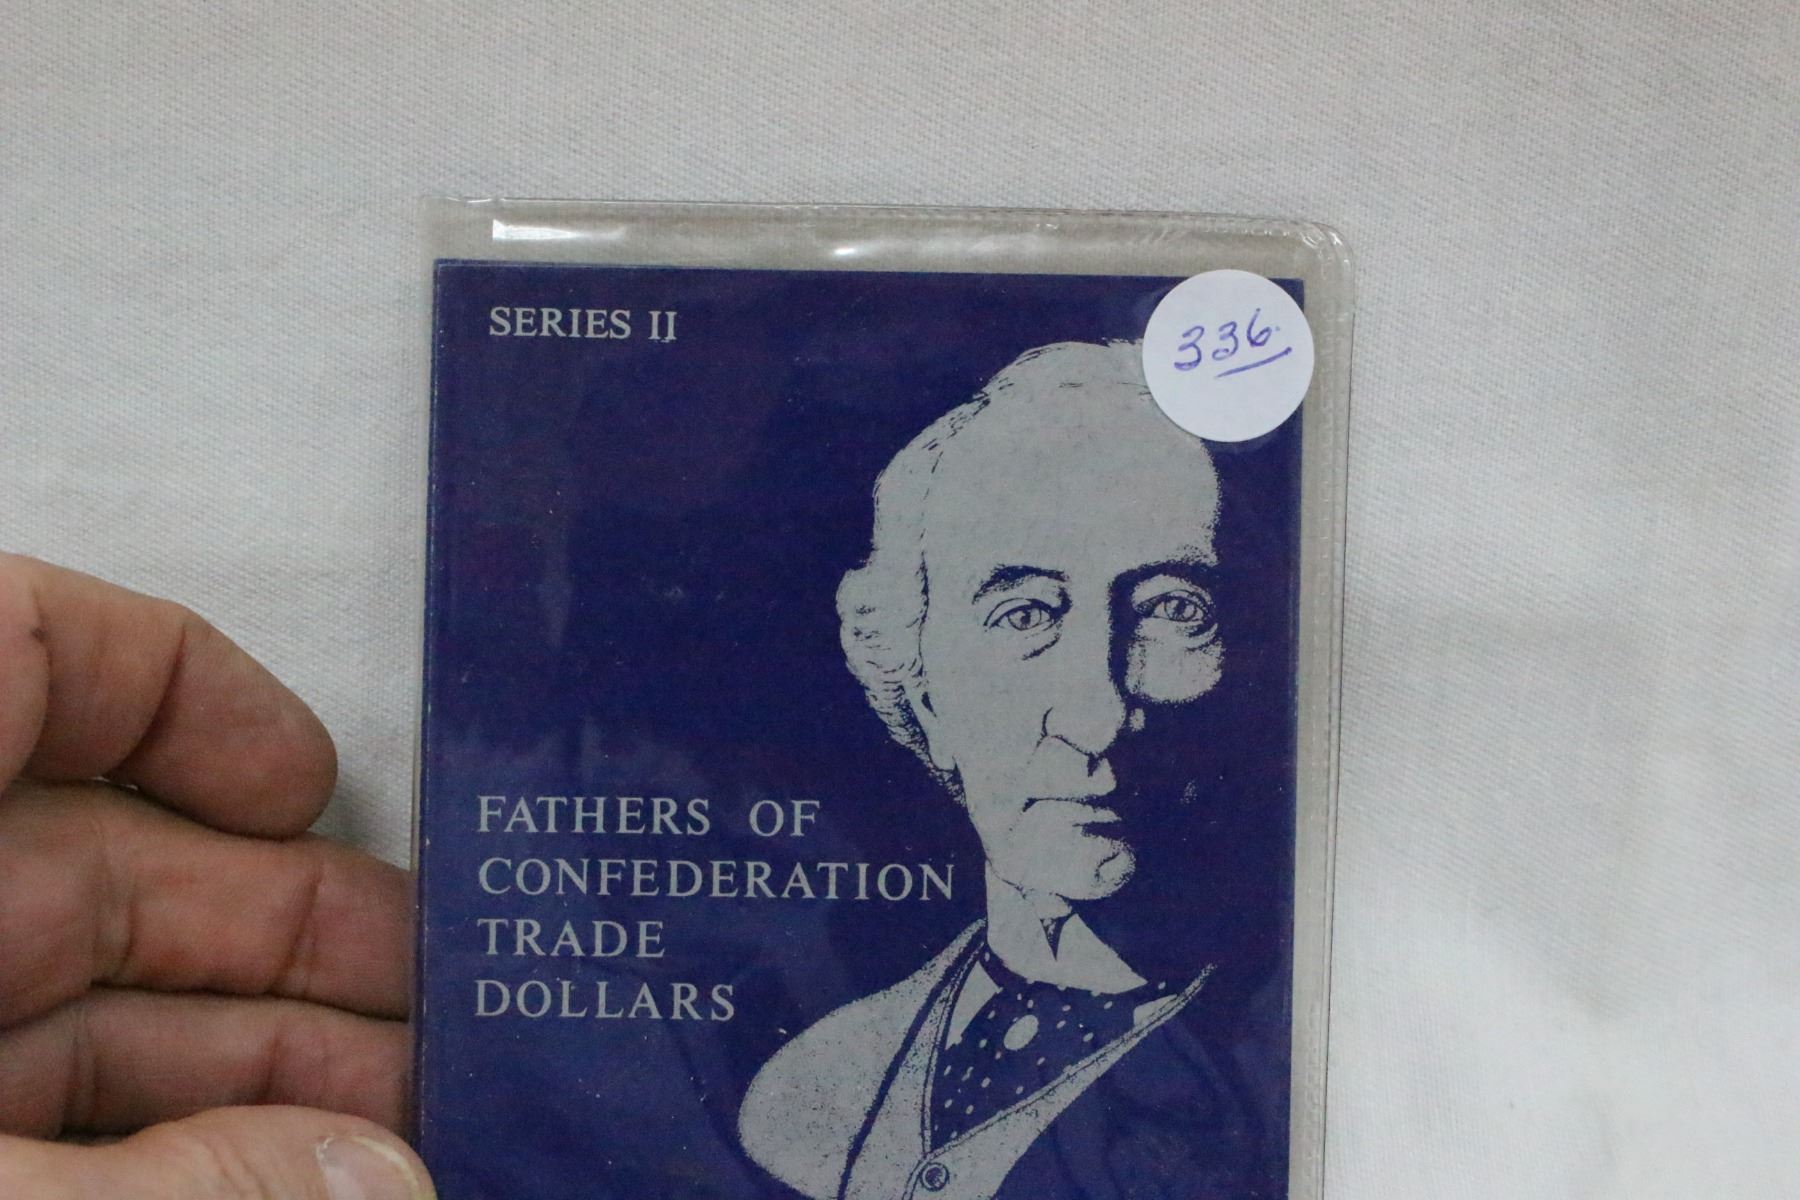 SERIES II
336.
FATHERS OF
CONFEDERATION
TRADE
DOLLARS